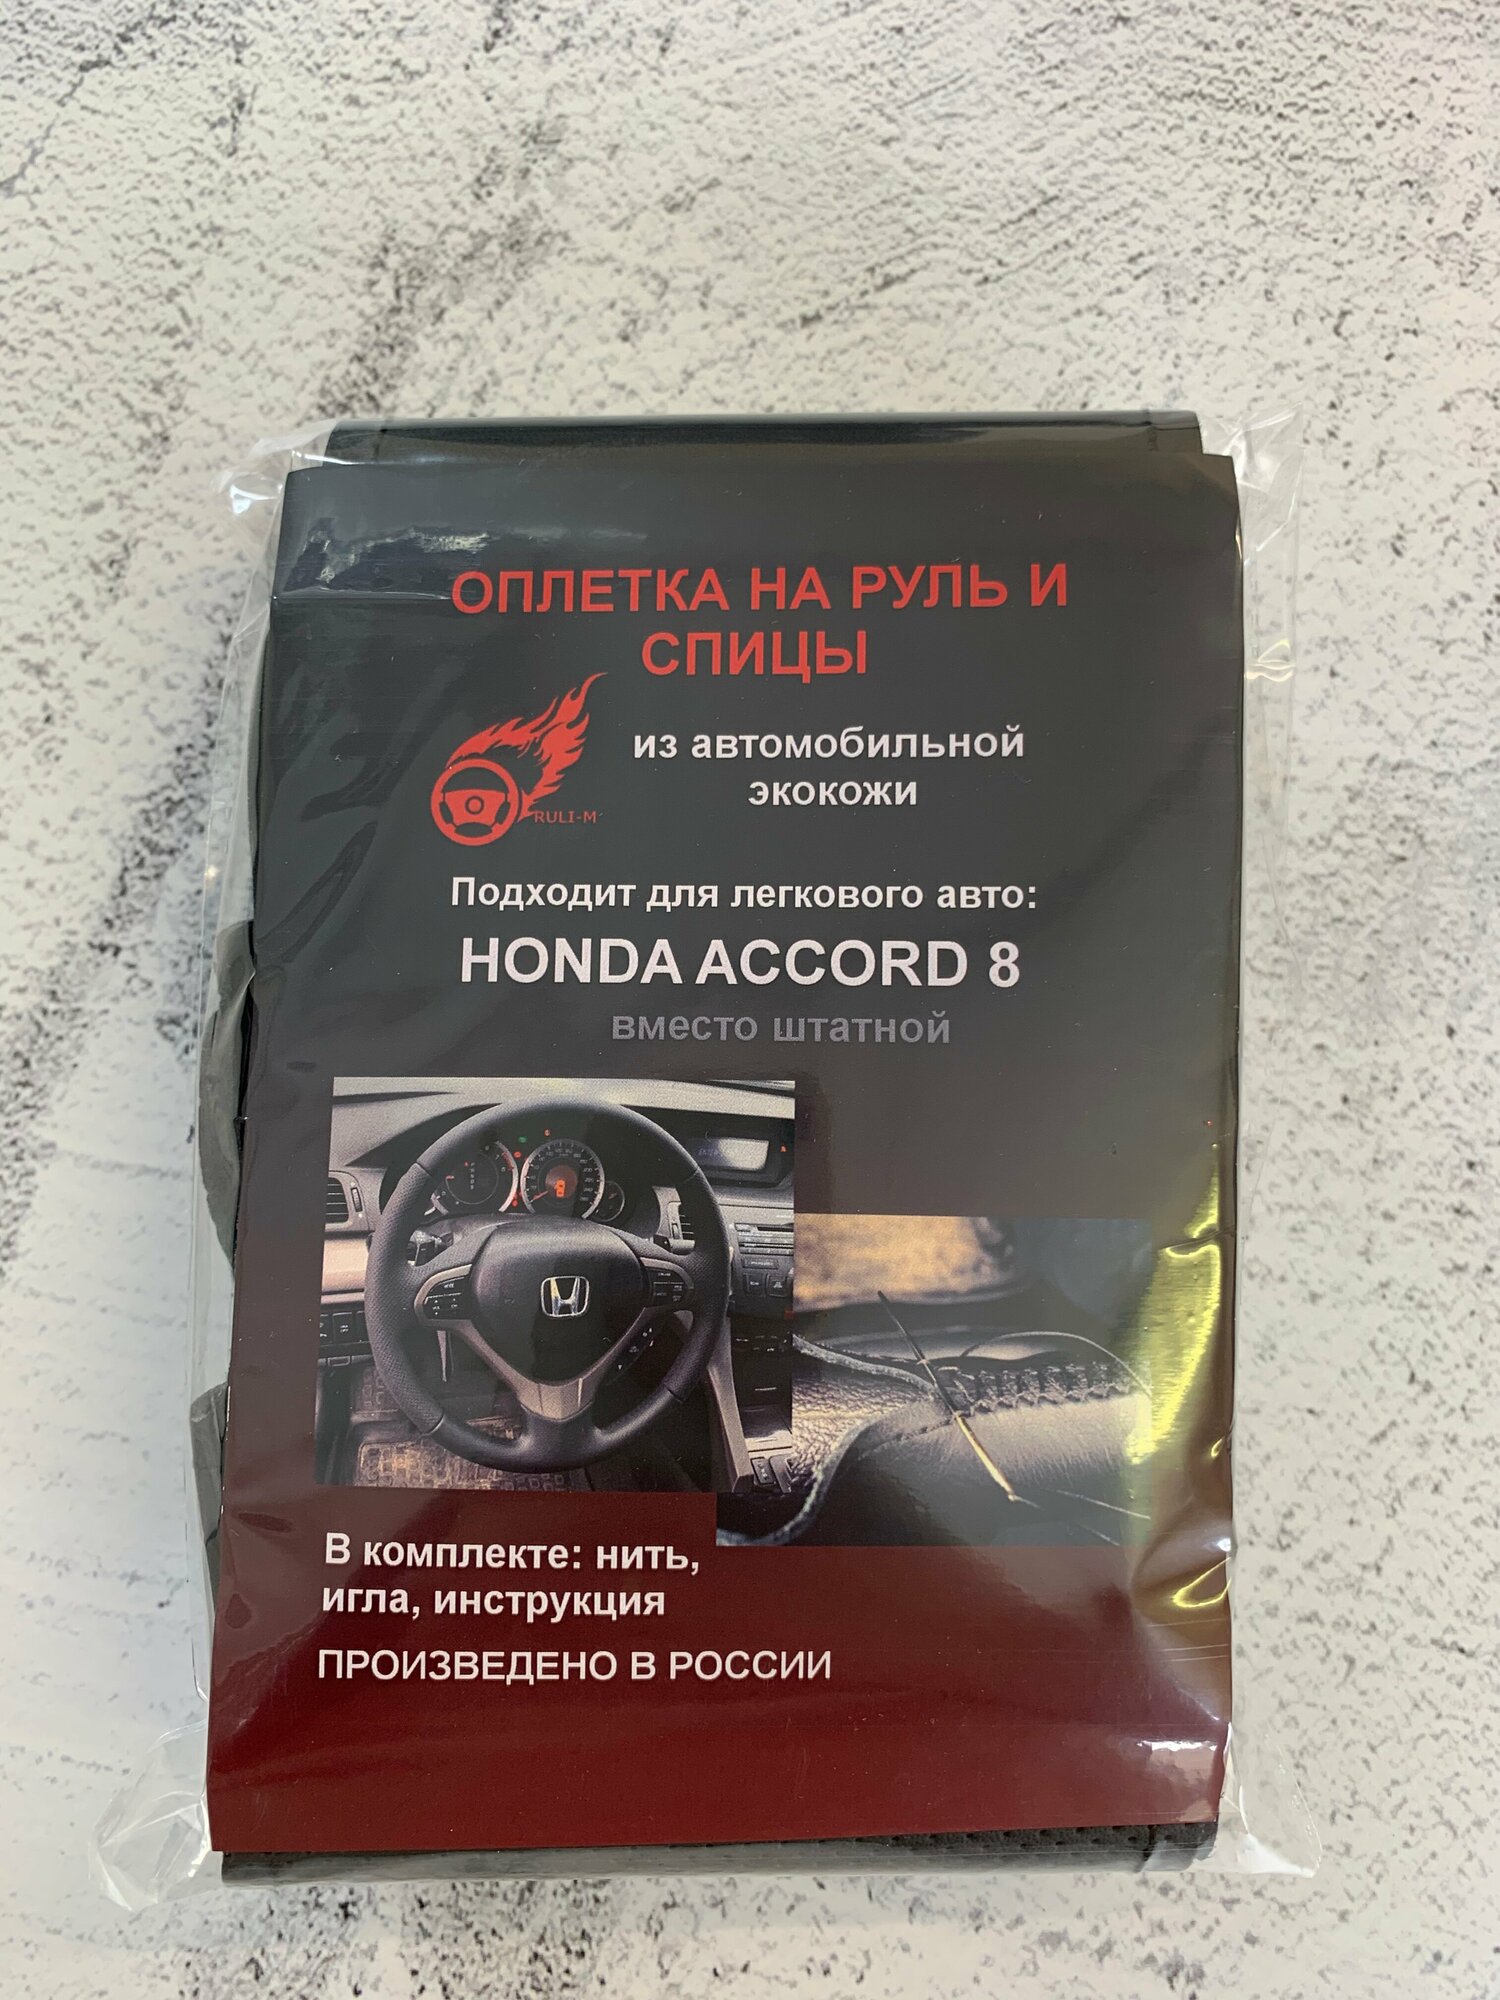 ОПЛЕТКА НА РУЛЬ И
СПИЦЫ
RULI-M
из автомобильной
экокожи
Подходит для легкового авто:
HONDA ACCORD 8
вместо штатной
В комплекте: нить,
игла, инструкция
ПРОИЗВЕДЕНО В РОССИИ